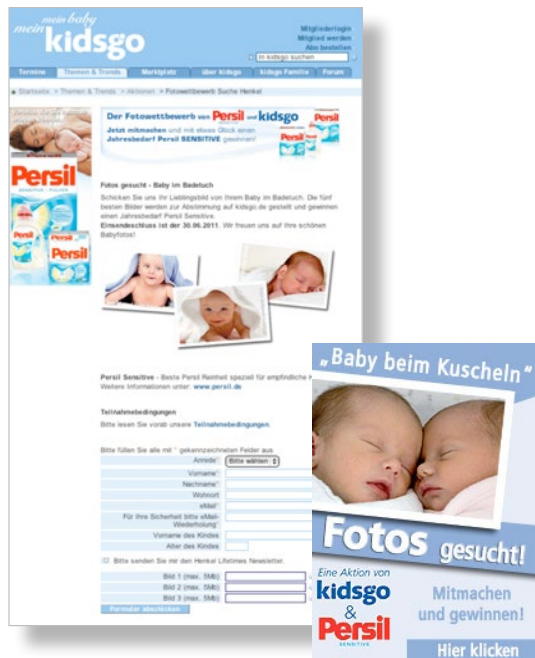 mein baby
mein kidsgo
Mitgliederlogin
Mitglied werden
Abo bestellen
in kidsgo suchen
Termine Themen & Trends Marktplatz über kidsgo kidsgo Familie Forum
Startseite > Themen & Trends > Aktionen > Fotowettbewerb Suche Henkel
Der Fotowettbewerb von Persil und kidsgo
Jetzt mitmachen und mit etwas Glück einen
Jahresbedarf Persil SENSITIVE gewinnen!
Persil
Persil
Fotos gesucht - Baby im Badetuch
Schicken Sie uns Ihr Lieblingsbild von Ihrem Baby im Badetuch. Die fünf
besten Bilder werden zur Abstimmung auf kidsgo.de gestellt und gewinnen
einen Jahresbedarf Persil Sensitive.
Einsendeschluss ist der 30.06.2011. Wir freuen uns auf Ihre schönen
Babyfotos!
Persil Sensitive - Beste Persil Reinheit speziell für empfindliche
Weitere Informationen unter: www.persil.de
Teilnahmebedingungen
Bitte lesen Sie vorab unsere Teilnahmebedingungen.
Bitte füllen Sie alle mit * gekennzeichneten Felder aus
Anrede* Bitte wählen
Vorname*
Nachname*
Wohnort
eMail*
Für Ihre Sicherheit bitte eMail-
Wiederholung*
Vorname des Kindes
Alter des Kindes
Bitte senden Sie mir den Henkel Lifetimes Newsletter.
Bild 1 (max. 5Mb)
Bild 2 (max. 5Mb)
Bild 3 (max. 5Mb)
Formular abschicken
„Baby beim Kuscheln"
Fotos gesucht!
Eine Aktion von
kidsgo
&
Persil
SENSITIVE
Mitmachen
und gewinnen!
Hier klicken